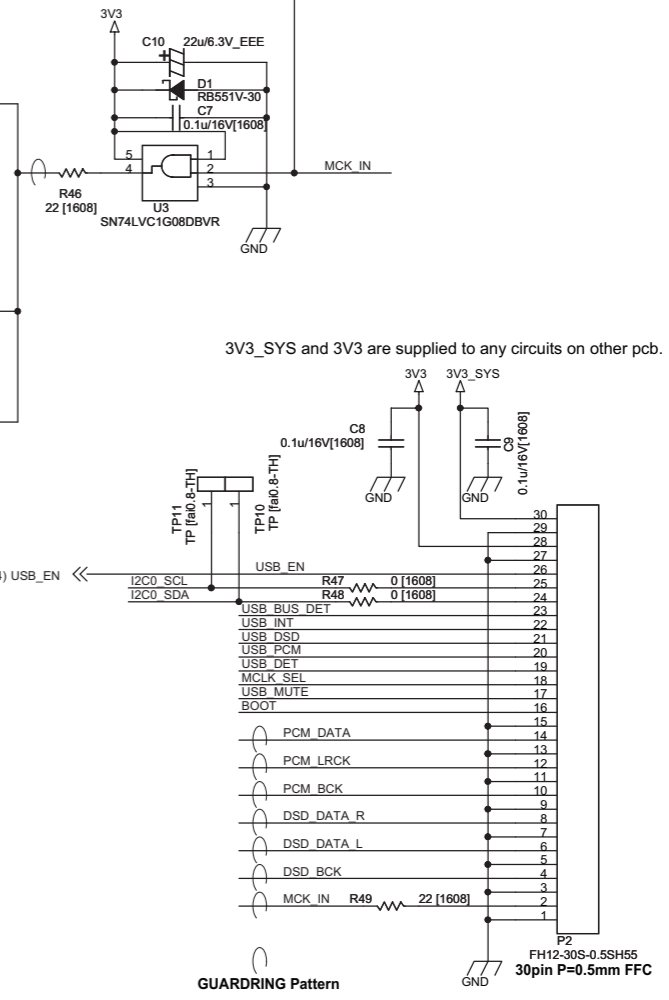 3V3
C10 22u/6.3V_EEE
D1
RB551V-30
C7
0.1u/16V[1608]
5 1
4 2
3
MCK_IN
R46
22 [1608]
U3
SN74LVC1G08DBVR
GND
3V3_SYS and 3V3 are supplied to any circuits on other pcb.
3V3 3V3_SYS
C8
0.1u/16V[1608]
C9
0.1u/16V[1608]
GND GND
TP11
TP [fai0.8-TH]
1
TP10
TP [fai0.8-TH]
1
30
29
28
27
) USB_EN USB_EN 26
I2C0_SCL R47 0 [1608] 25
I2C0_SDA R48 0 [1608] 24
USB_BUS_DET 23
USB_INT 22
USB_DSD 21
USB_PCM 20
USB_DET 19
MCLK_SEL 18
USB_MUTE 17
BOOT 16
15
PCM_DATA 14
13
PCM_LRCK 12
11
PCM_BCK 10
9
DSD_DATA_R 8
7
DSD_DATA_L 6
5
DSD_BCK 4
3
MCK_IN R49 22 [1608] 2
1
P2
FH12-30S-0.5SH55
30pin P=0.5mm FFC
GND
GUARDRING Pattern